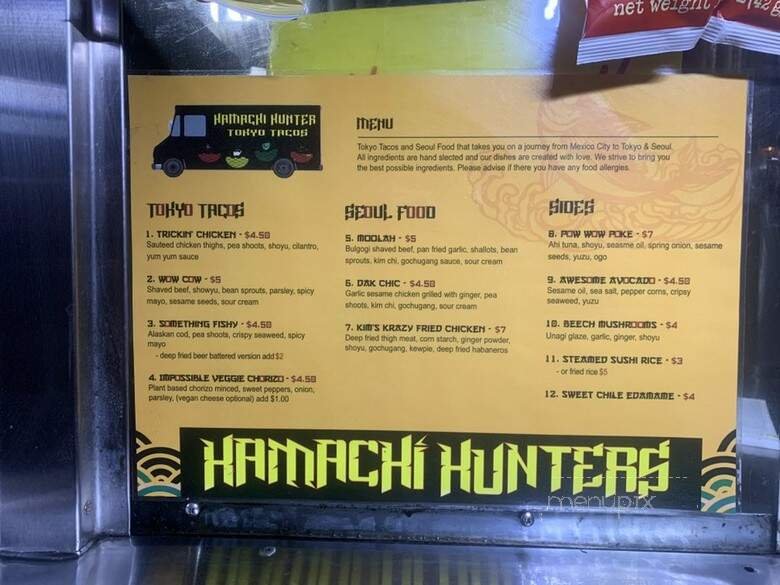 net weight
HAMACHI HUNTER
TOKYO TACOS
MENU
Tokyo Tacos and Seoul Food that takes you on a journey from Mexico City to Tokyo & Seoul.
All ingredients are hand slected and our dishes are created with love. We strive to bring you
the best possible ingredients. Please advise if there you have any food allergies.
TOKYO TACOS
1. TRICKIN' CHICKEN - $4.50
Sauteed chicken thighs, pea shoots, shoyu, cilantro,
yum yum sauce
2. WOW COW - $5
Shaved beef, showyu, bean sprouts, parsley, spicy
mayo, sesame seeds, sour cream
3. SOMETHING FISHY - $4.50
Alaskan cod, pea shoots, crispy seaweed, spicy
mayo
- deep fried beer battered version add $2
4. IMPOSSIBLE VEGGIE CHORIZO - $4.50
Plant based chorizo minced, sweet peppers, onion,
parsley, (vegan cheese optional) add $1.00
SEOUL FOOD
5. MOOLAH - $5
Bulgogi shaved beef, pan fried garlic, shallots, bean
sprouts, kim chi, gochugang sauce, sour cream
6. DAK CHIC - $4.50
Garlic sesame chicken grilled with ginger, pea
shoots, kim chi, gochugang, sour cream
7. KIM'S KRAZY FRIED CHICKEN - $7
Deep fried thigh meat, corn starch, ginger powder,
shoyu, gochugang, kewpie, deep fried habaneros
SIDES
8. POW WOW POKE - $7
Ahi tuna, shoyu, seasme oil, spring onion, sesame
seeds, yuzu, ogo
9. AWESOME AVOCADO - $4.50
Sesame oil, sea salt, pepper corns, cripsy
seaweed, yuzu
10. BEECH MUSHROOMS - $4
Unagi glaze, garlic, ginger, shoyu
11. STEAMED SUSHI RICE - $3
- or fried rice $5
12. SWEET CHILE EDAMAME - $4
HAMACHI HUNTERS
menupix